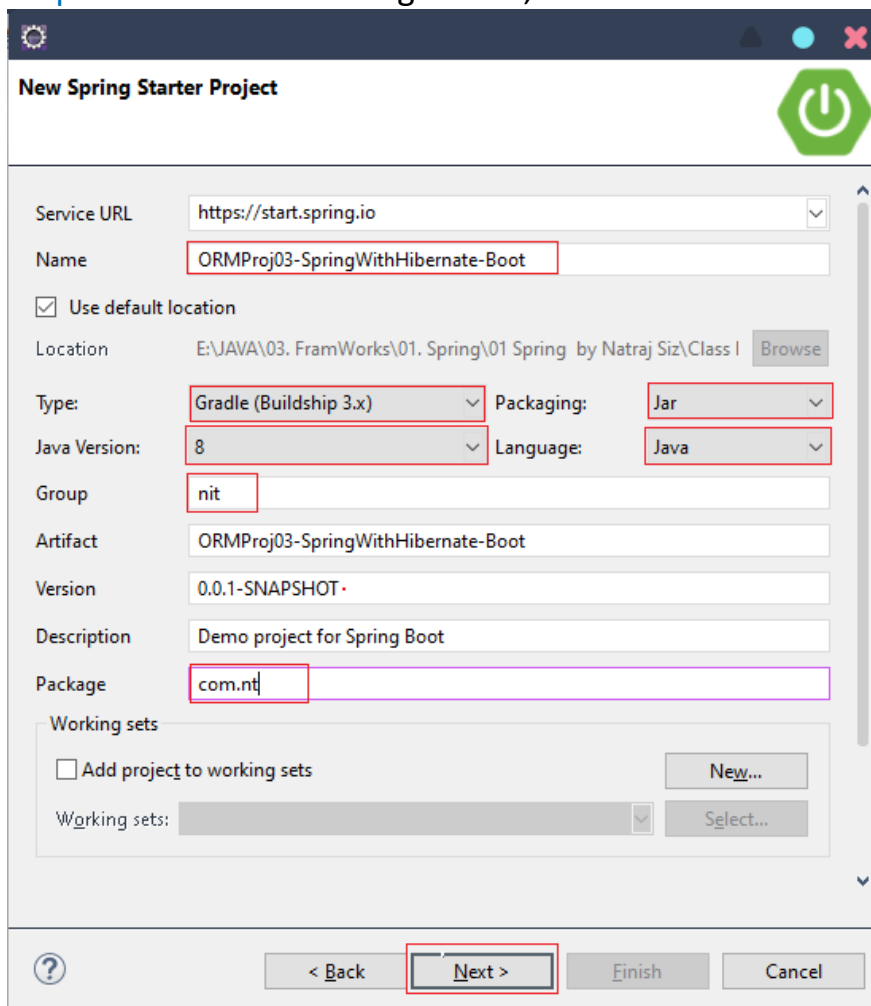 New Spring Starter Project
Service URL https://start.spring.io
Name ORMProj03-SpringWithHibernate-Boot
Use default location
Location E:\JAVA\03. FramWorks\01. Spring\01 Spring by Natraj Siz\Class I Browse
Type: Gradle (Buildship 3.x) Packaging: Jar
Java Version: 8 Language: Java
Group nit
Artifact ORMProj03-SpringWithHibernate-Boot
Version 0.0.1-SNAPSHOT
Description Demo project for Spring Boot
Package com.nt
Working sets
Add project to working sets New...
Working sets: Select...
? < Back Next > Finish Cancel